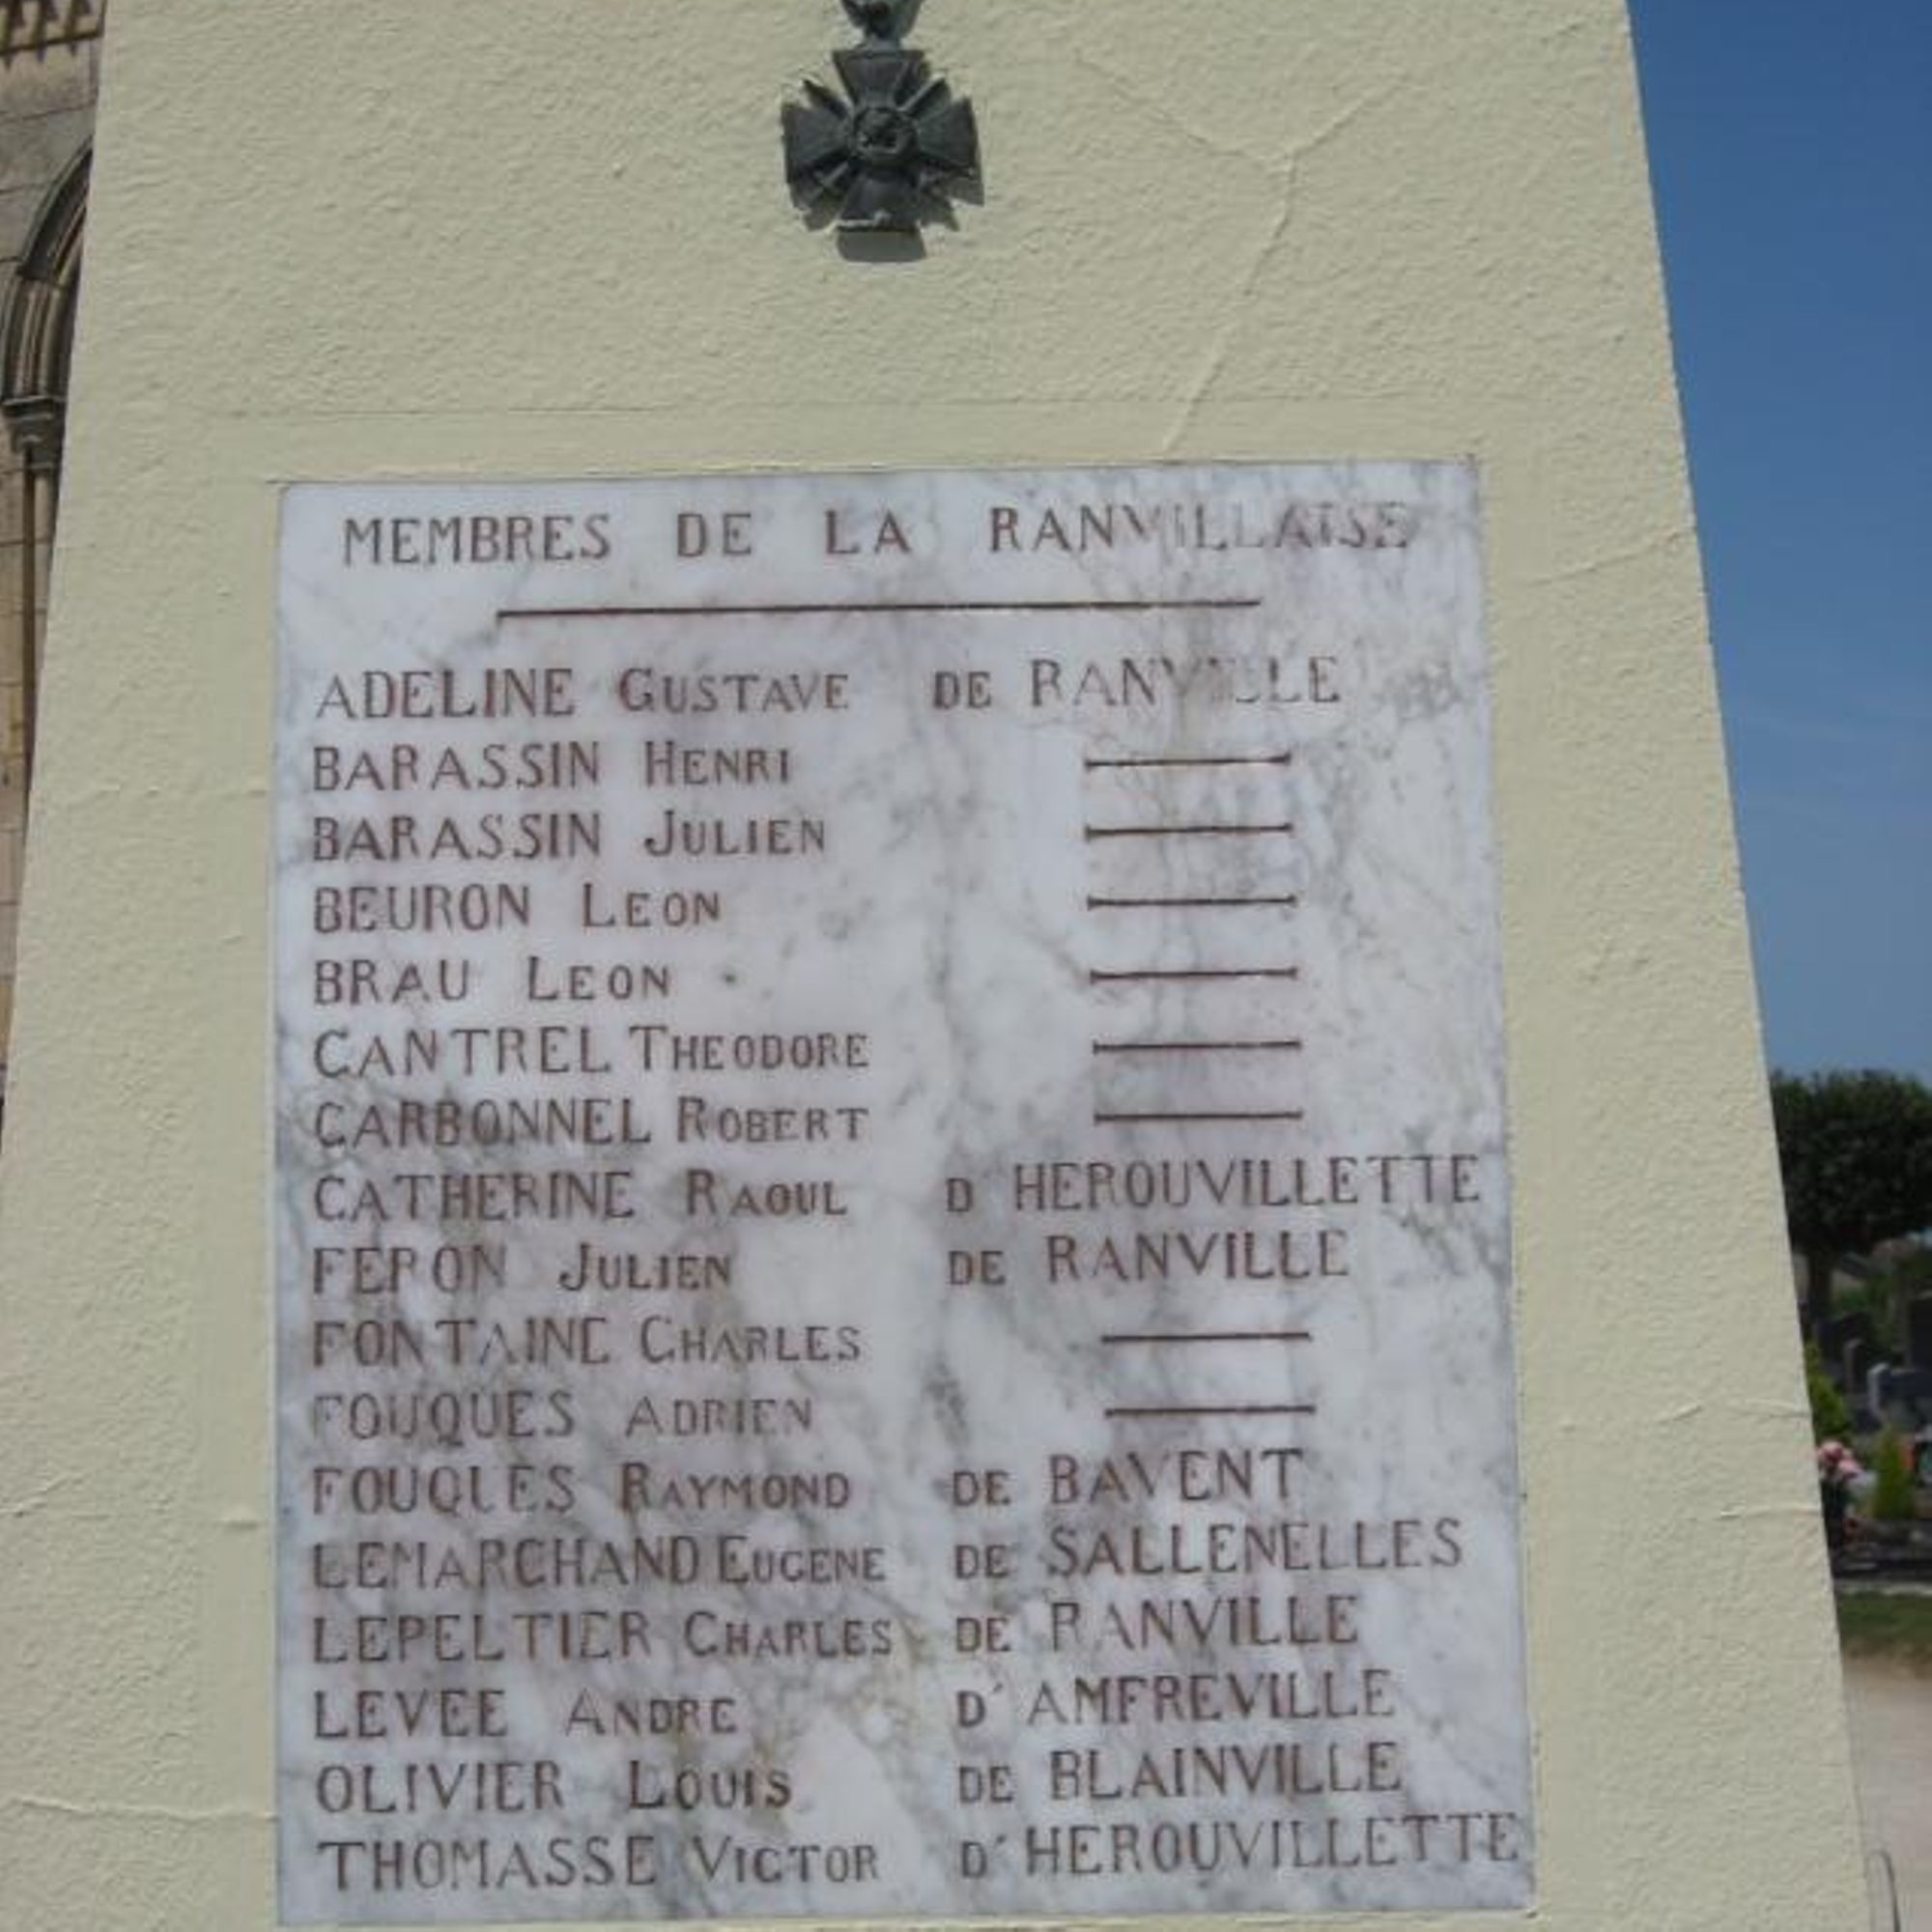 MEMBRES DE LA RANVILLAISE
ADELINE GUSTAVE DE RANVILLE
BARASSIN HENRI
BARASSIN JULIEN
BEURON LEON
BRAU LEON
CANTREL THEODORE
CARBONNEL ROBERT
CATHERINE RAOUL D' HEROUVILLETTE
FERON JULIEN DE RANVILLE
FONTAINE CHARLES
FOUQUES ADRIEN
FOUQUES RAYMOND DE BAVENT
LEMARCHAND EUGENE DE SALLENELLES
LEPELTIER CHARLES DE RANVILLE
LEVEE ANDRE D' AMFREVILLE
OLIVIER LOUIS DE BLAINVILLE
THOMASSE VICTOR D' HEROUVILLETTE